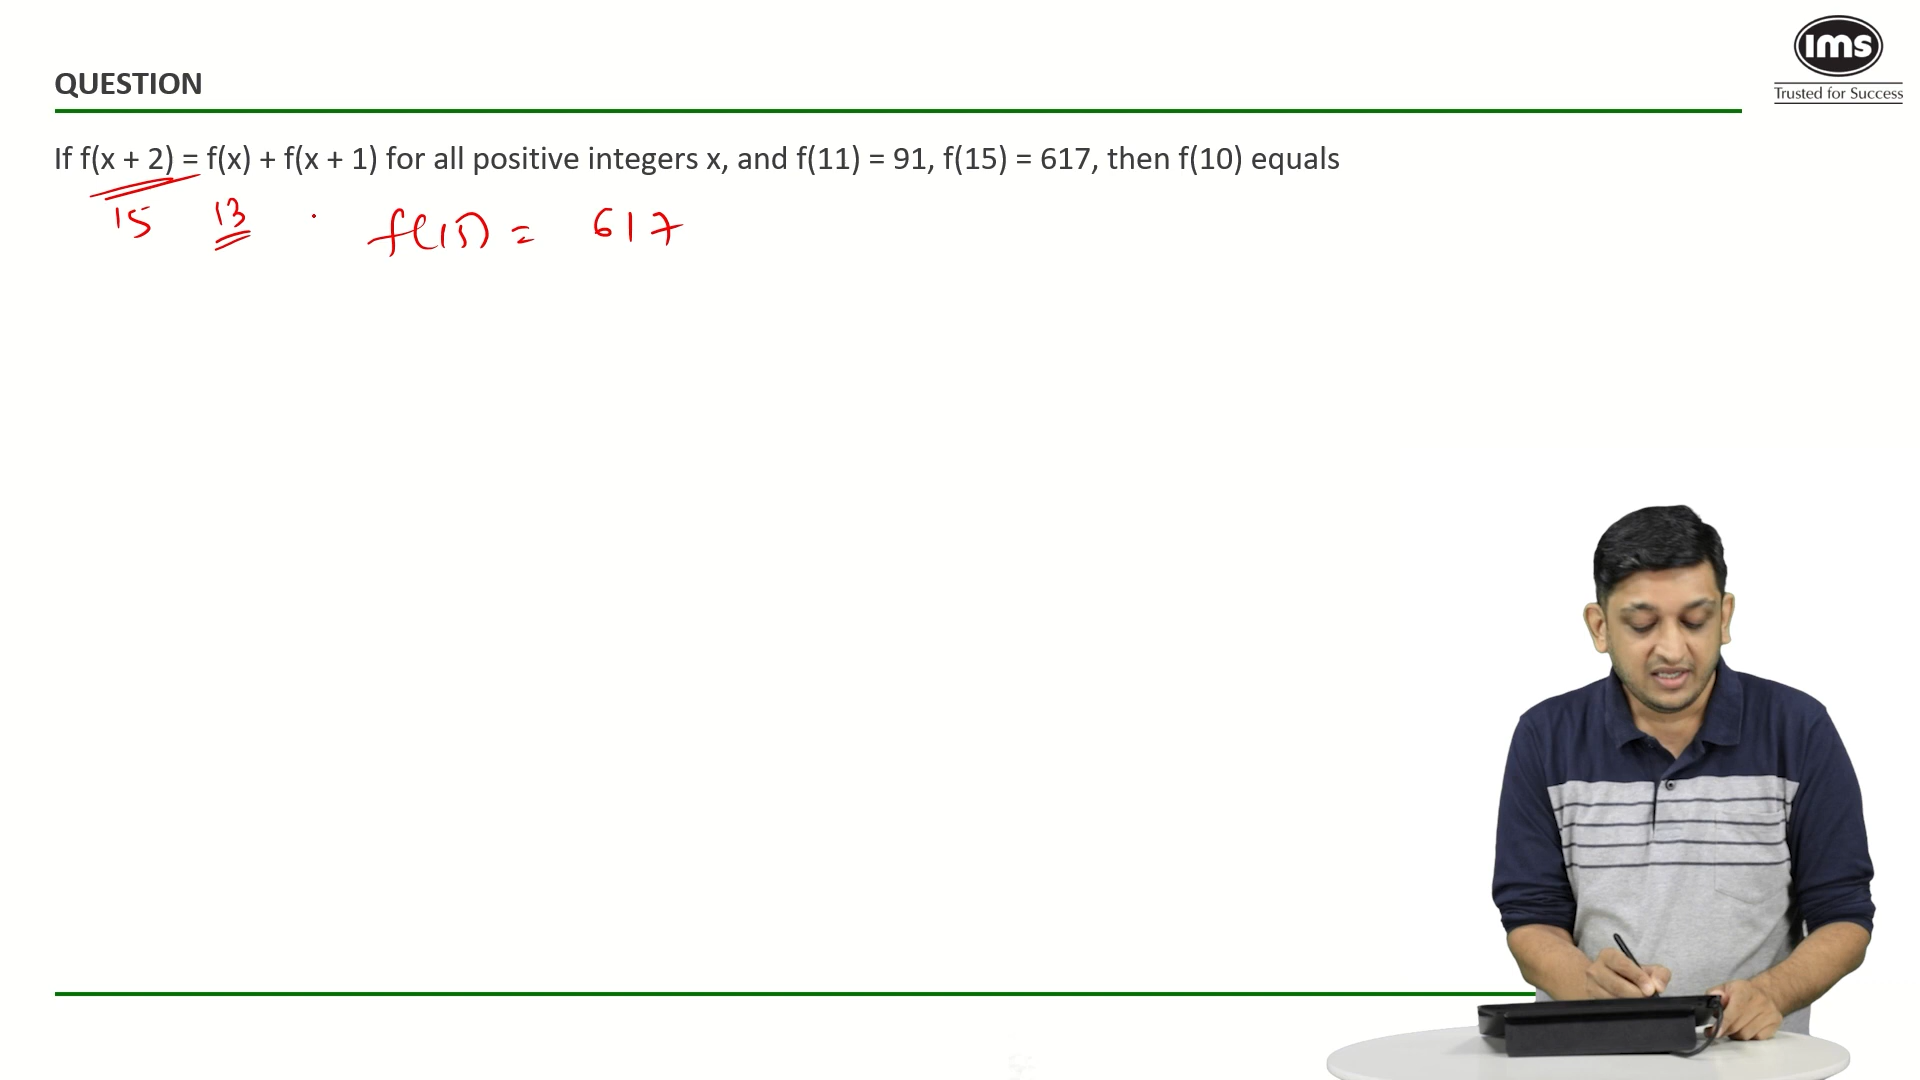 ims
Trusted for Success
QUESTION
If f(x + 2) = f(x) + f(x + 1) for all positive integers x, and f(11) = 91, f(15) = 617, then f(10) equals
15 13 f(15) = 617